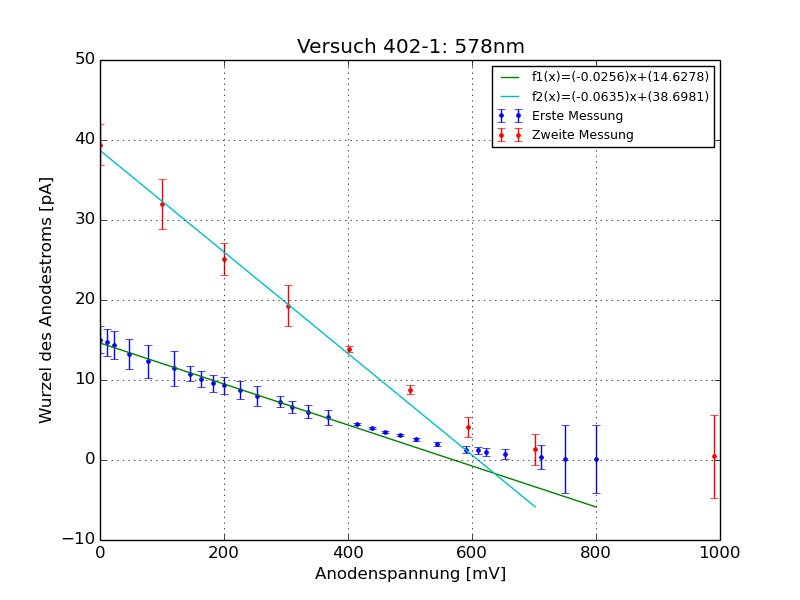 Versuch 402-1: 578nm
f1(x)=(-0.0256)x+(14.6278)
f2(x)=(-0.0635)x+(38.6981)
Erste Messung
Zweite Messung
Wurzel des Anodestroms [pA]
50
40
30
20
10
0
−10
0 200 400 600 800 1000
Anodenspannung [mV]